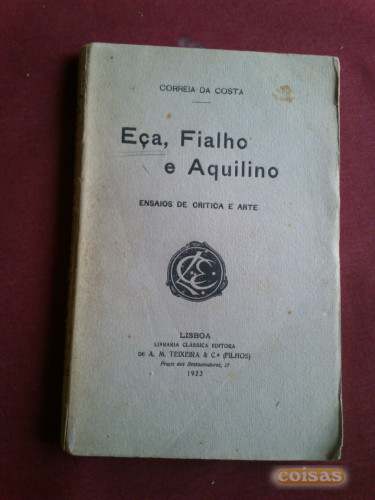 CORREIA DA COSTA
Eça, Fialho
e Aquilino
ENSAIOS DE CRITICA E ARTE
LISBOA
LIVRARIA CLÁSSICA EDITORA
DE A. M. TEIXEIRA & C.ª (FILHOS)
Praça dos Restauradores, 17
1923
coisas